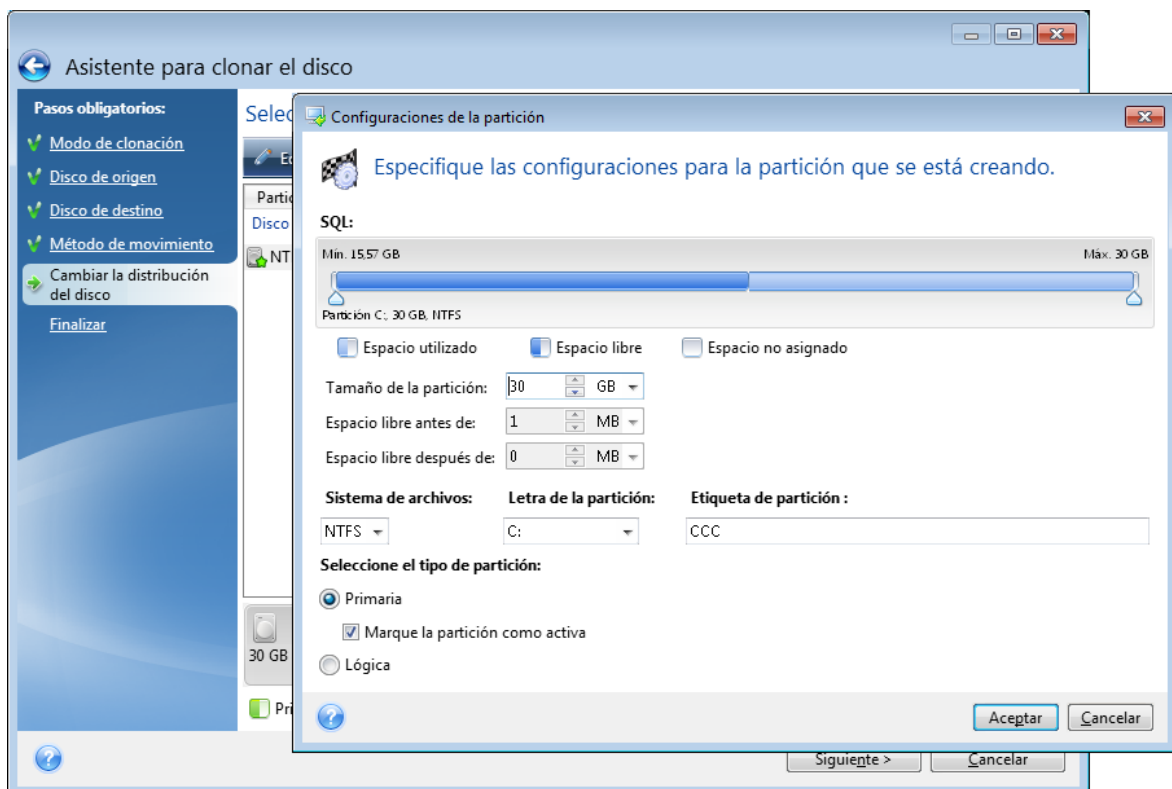 Asistente para clonar el disco
Pasos obligatorios:
Modo de clonación
Disco de origen
Disco de destino
Método de movimiento
Cambiar la distribución
del disco
Finalizar
Disco
30 GB
Configuraciones de la partición
Especifique las configuraciones para la partición que se está creando.
SQL:
Mín. 15,57 GB Máx. 30 GB
Partición C:, 30 GB, NTFS
Espacio utilizado Espacio libre Espacio no asignado
Tamaño de la partición: 30 GB
Espacio libre antes de: 1 MB
Espacio libre después de: 0 MB
Sistema de archivos: Letra de la partición: Etiqueta de partición :
NTFS C: CCC
Seleccione el tipo de partición:
Primaria
Marque la partición como activa
Lógica
Aceptar Cancelar
Siguiente > Cancelar